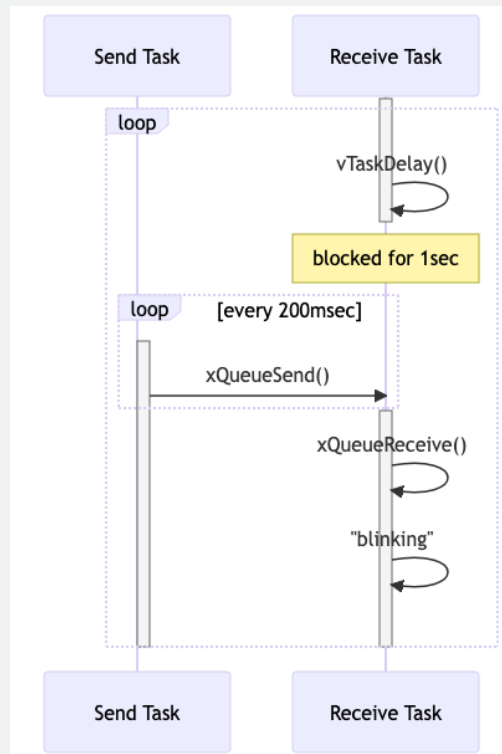 Send Task
Receive Task
loop
vTaskDelay()
blocked for 1sec
loop
[every 200msec]
xQueueSend()
xQueueReceive()
"blinking"
Send Task
Receive Task